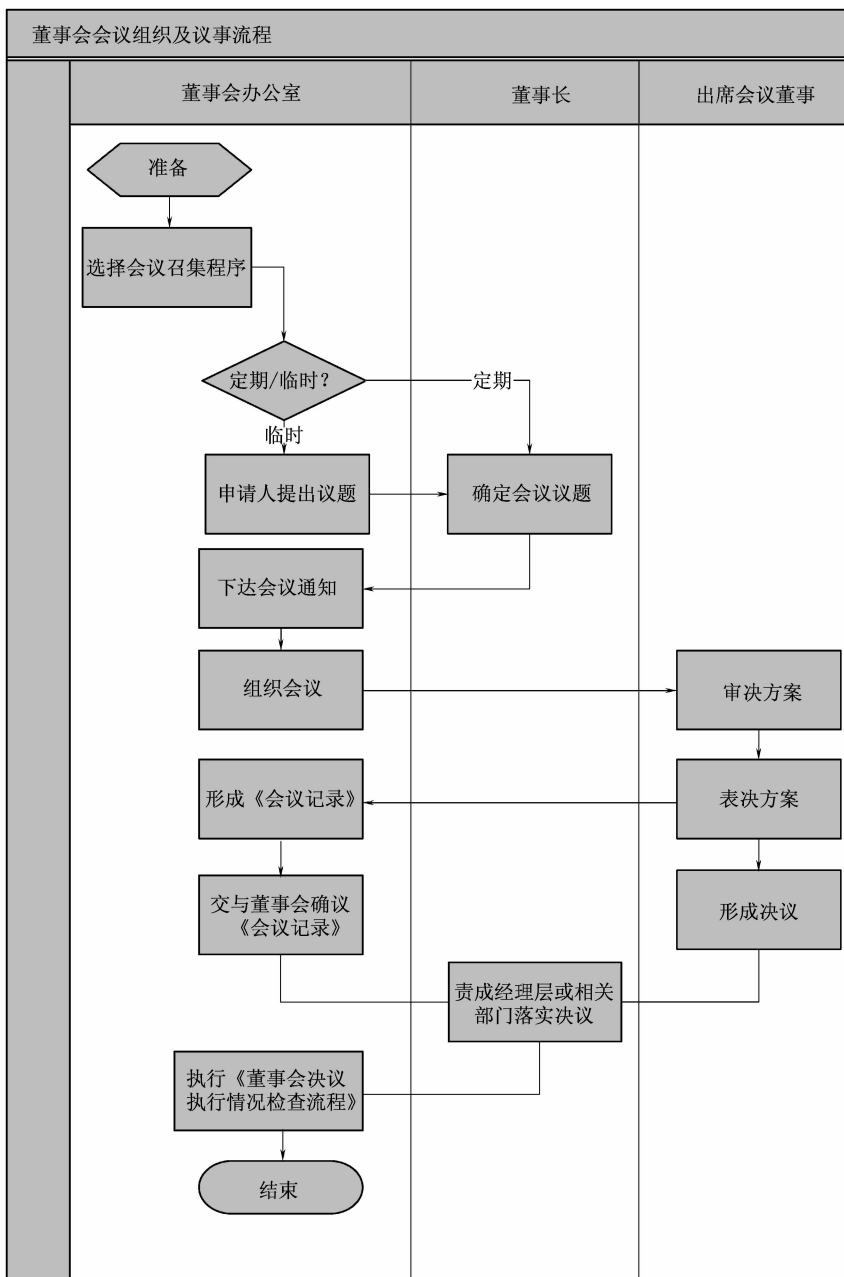 董事会会议组织及议事流程
董事会办公室
董事长
出席会议董事
准备
选择会议召集程序
定期/临时?
定期
临时
申请人提出议题
确定会议议题
下达会议通知
组织会议
审决方案
形成《会议记录》
表决方案
交与董事会确议
《会议记录》
形成决议
责成经理层或相关
部门落实决议
执行《董事会决议
执行情况检查流程》
结束